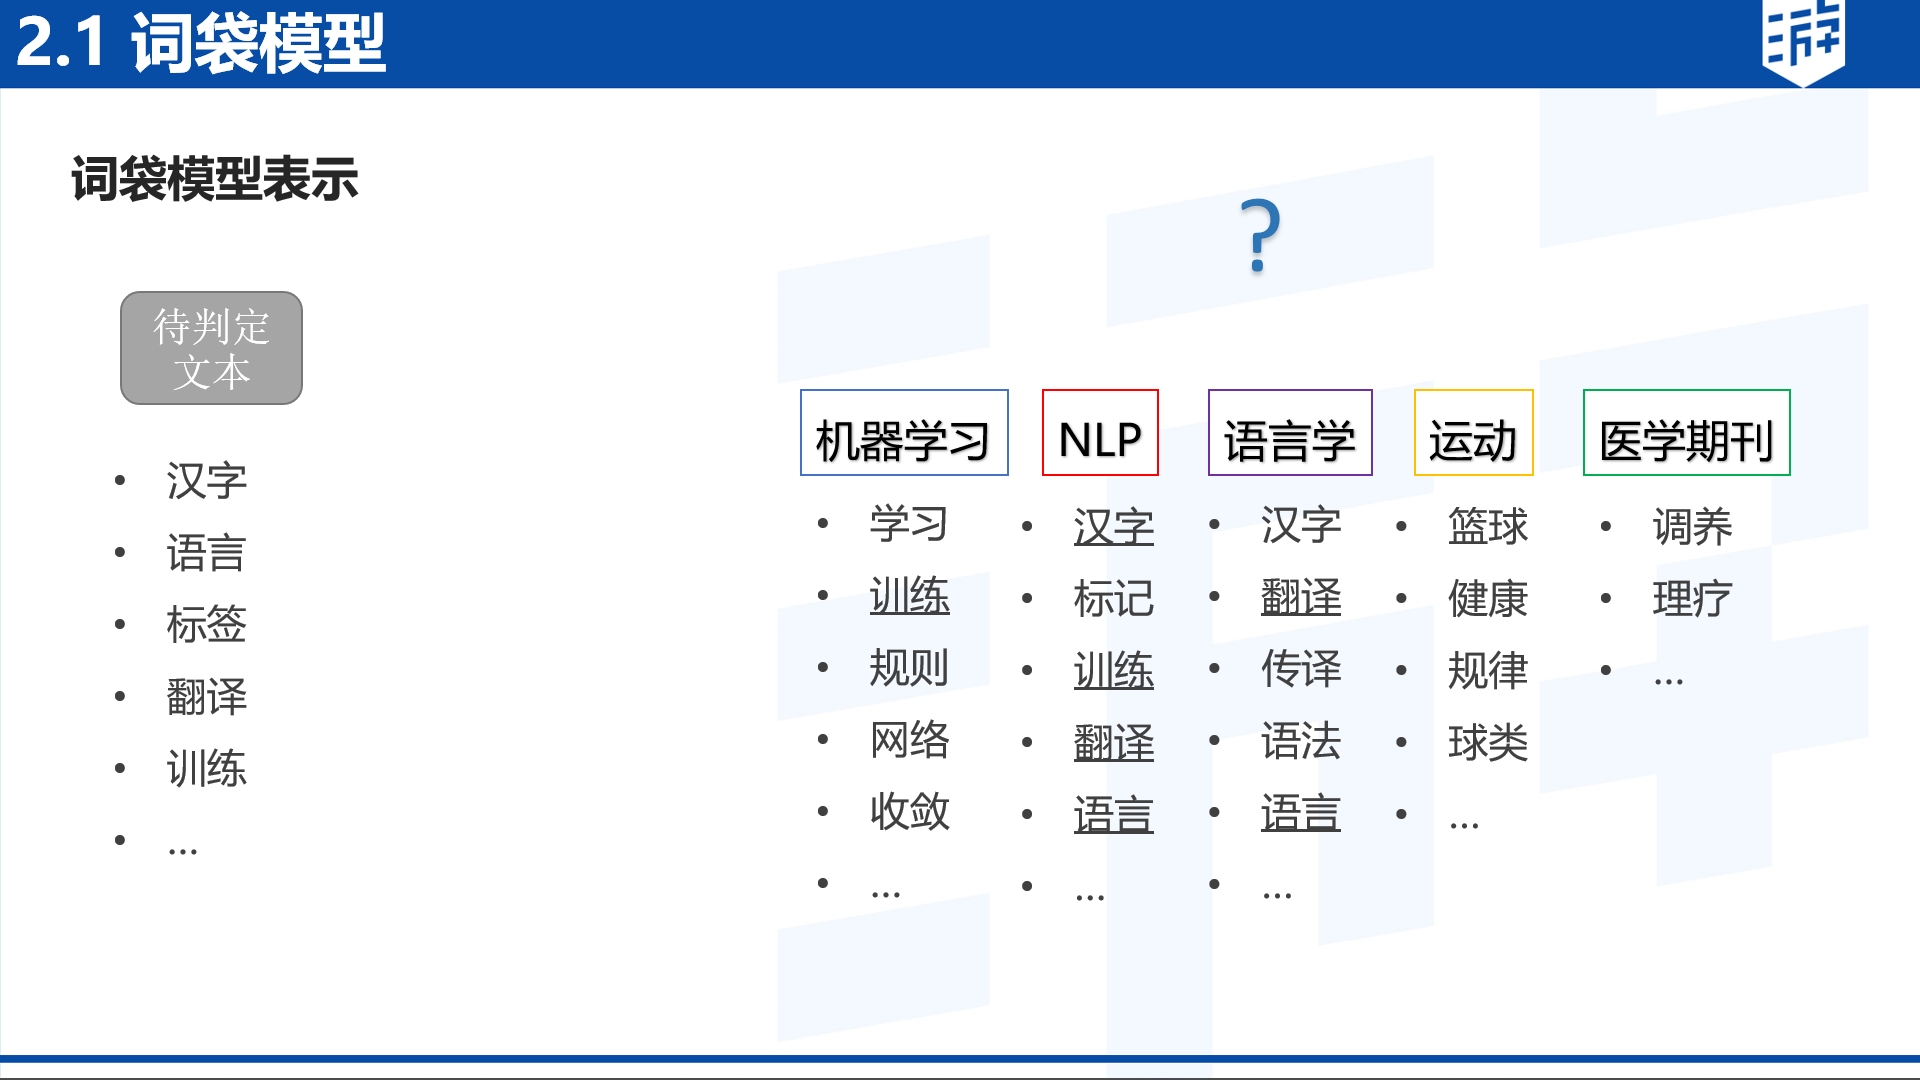 2.1 词袋模型
词袋模型表示
?
待判定
文本
• 汉字
• 语言
• 标签
• 翻译
• 训练
• ...
机器学习
• 学习
• 训练
• 规则
• 网络
• 收敛
• ...
NLP
• 汉字
• 标记
• 训练
• 翻译
• 语言
• ...
语言学
• 汉字
• 翻译
• 传译
• 语法
• 语言
• ...
运动
• 篮球
• 健康
• 规律
• 球类
• ...
医学期刊
• 调养
• 理疗
• ...